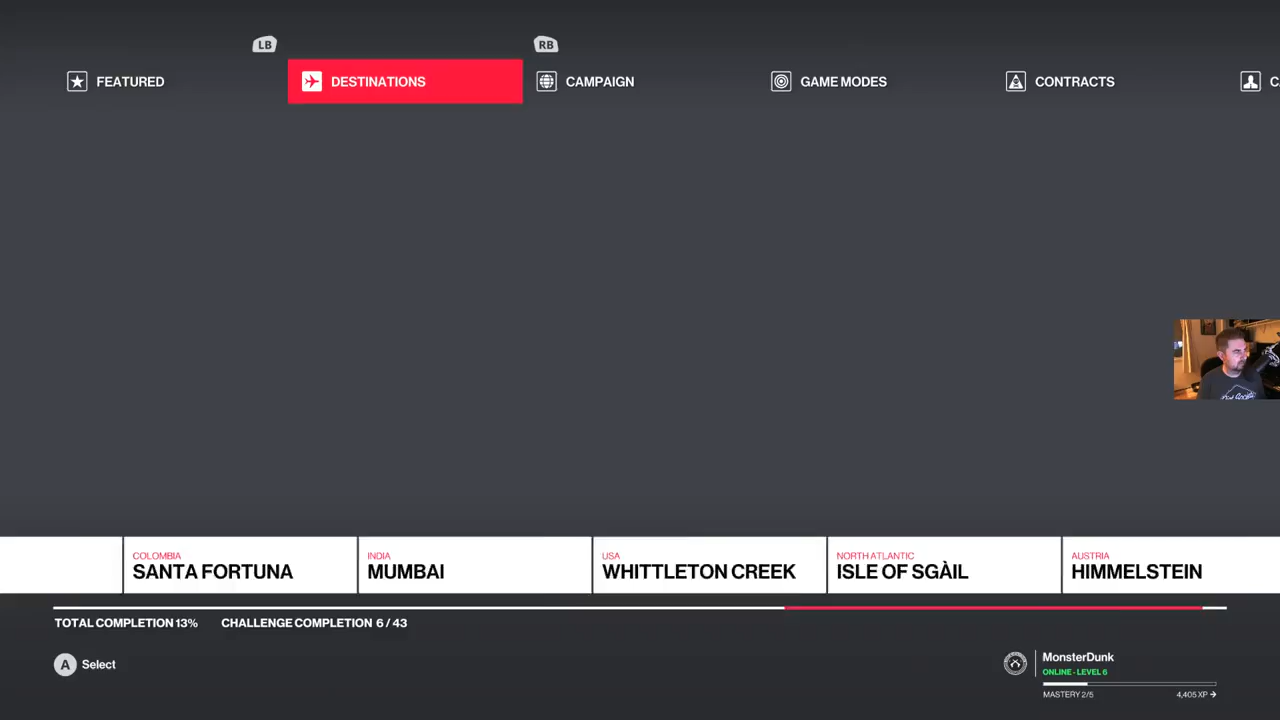 LB
RB
FEATURED
DESTINATIONS
CAMPAIGN
GAME MODES
CONTRACTS
COLOMBIA
SANTA FORTUNA
INDIA
MUMBAI
USA
WHITTLETON CREEK
NORTH ATLANTIC
ISLE OF SGÀIL
AUSTRIA
HIMMELSTEIN
TOTAL COMPLETION 13%
CHALLENGE COMPLETION 6 / 43
A Select
MonsterDunk
ONLINE - LEVEL 6
MASTERY 2/5
4,405 XP →